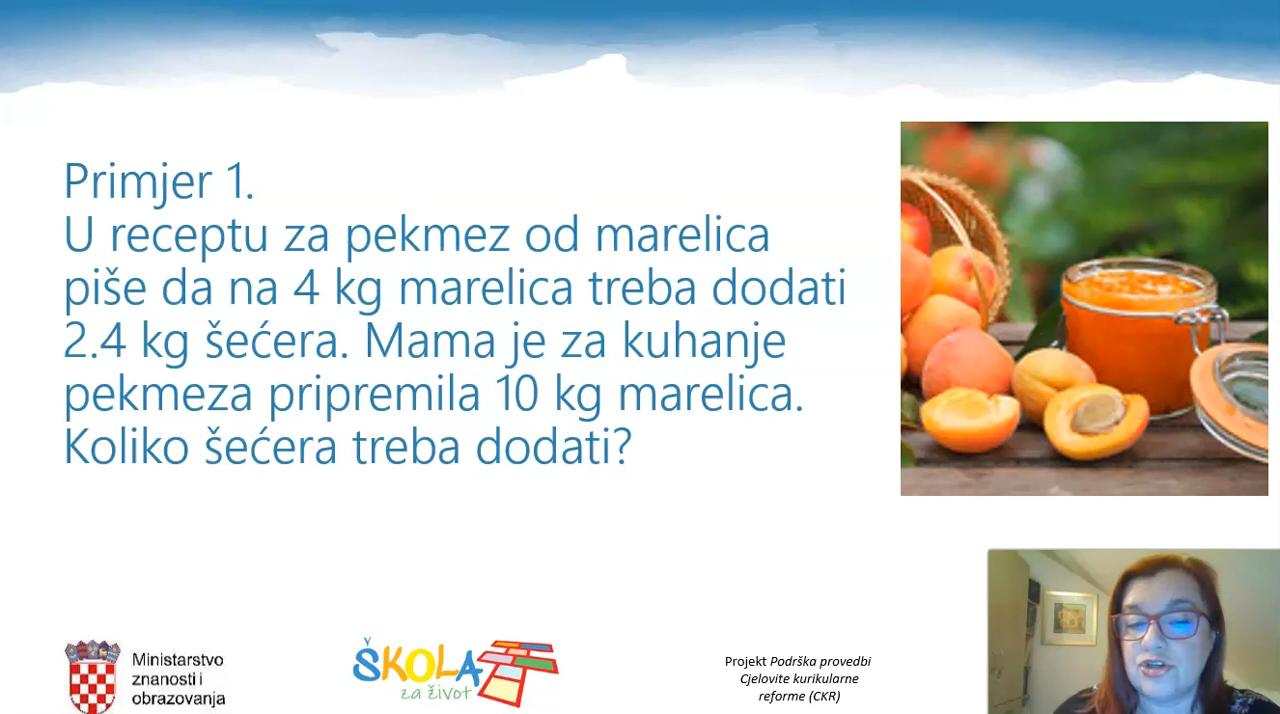 Primjer 1.
U receptu za pekmez od marelica
piše da na 4 kg marelica treba dodati
2.4 kg šećera. Mama je za kuhanje
pekmeza pripremila 10 kg marelica.
Koliko šećera treba dodati?
Ministarstvo
znanosti i
obrazovanja
ŠKOLA
za život
Projekt Podrška provedbi
Cjelovite kurikularne
reforme (CKR)